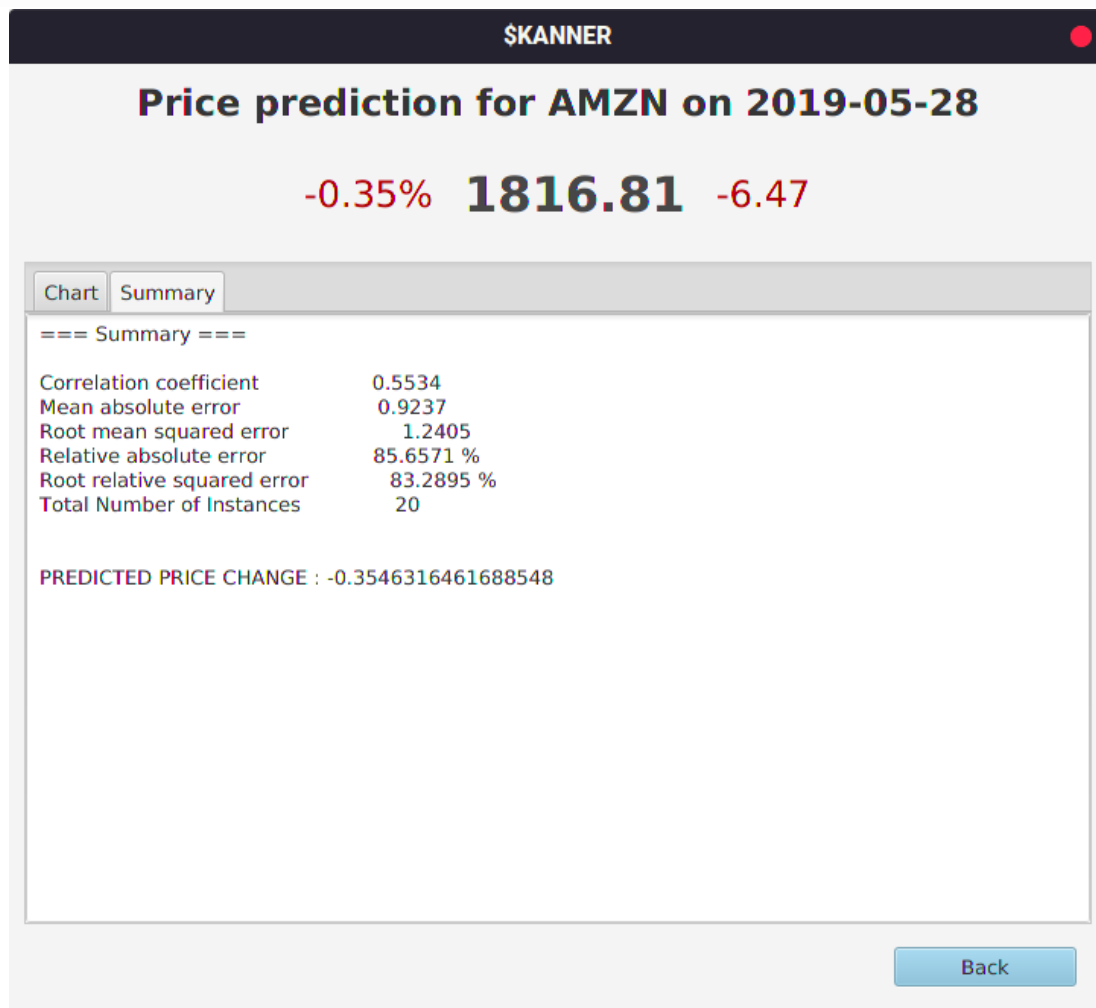 $KANNER
Price prediction for AMZN on 2019-05-28
-0.35% 1816.81 -6.47
Chart Summary
=== Summary ===
Correlation coefficient 0.5534
Mean absolute error 0.9237
Root mean squared error 1.2405
Relative absolute error 85.6571 %
Root relative squared error 83.2895 %
Total Number of Instances 20
PREDICTED PRICE CHANGE : -0.3546316461688548
Back